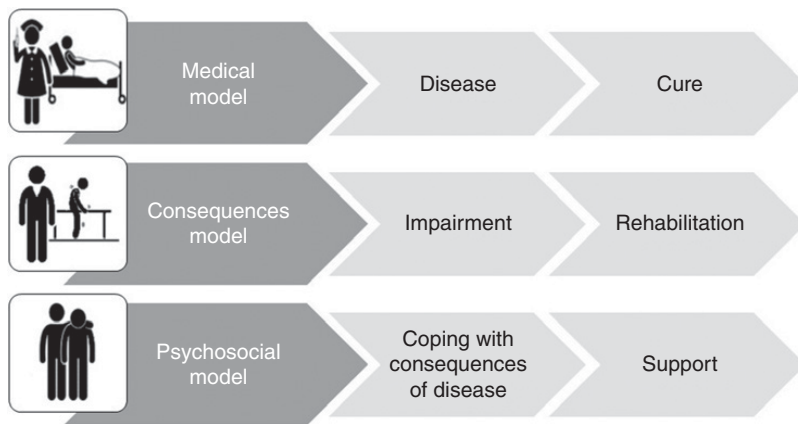 Medical
model
Disease
Cure
Consequences
model
Impairment
Rehabilitation
Psychosocial
model
Coping with
consequences
of disease
Support